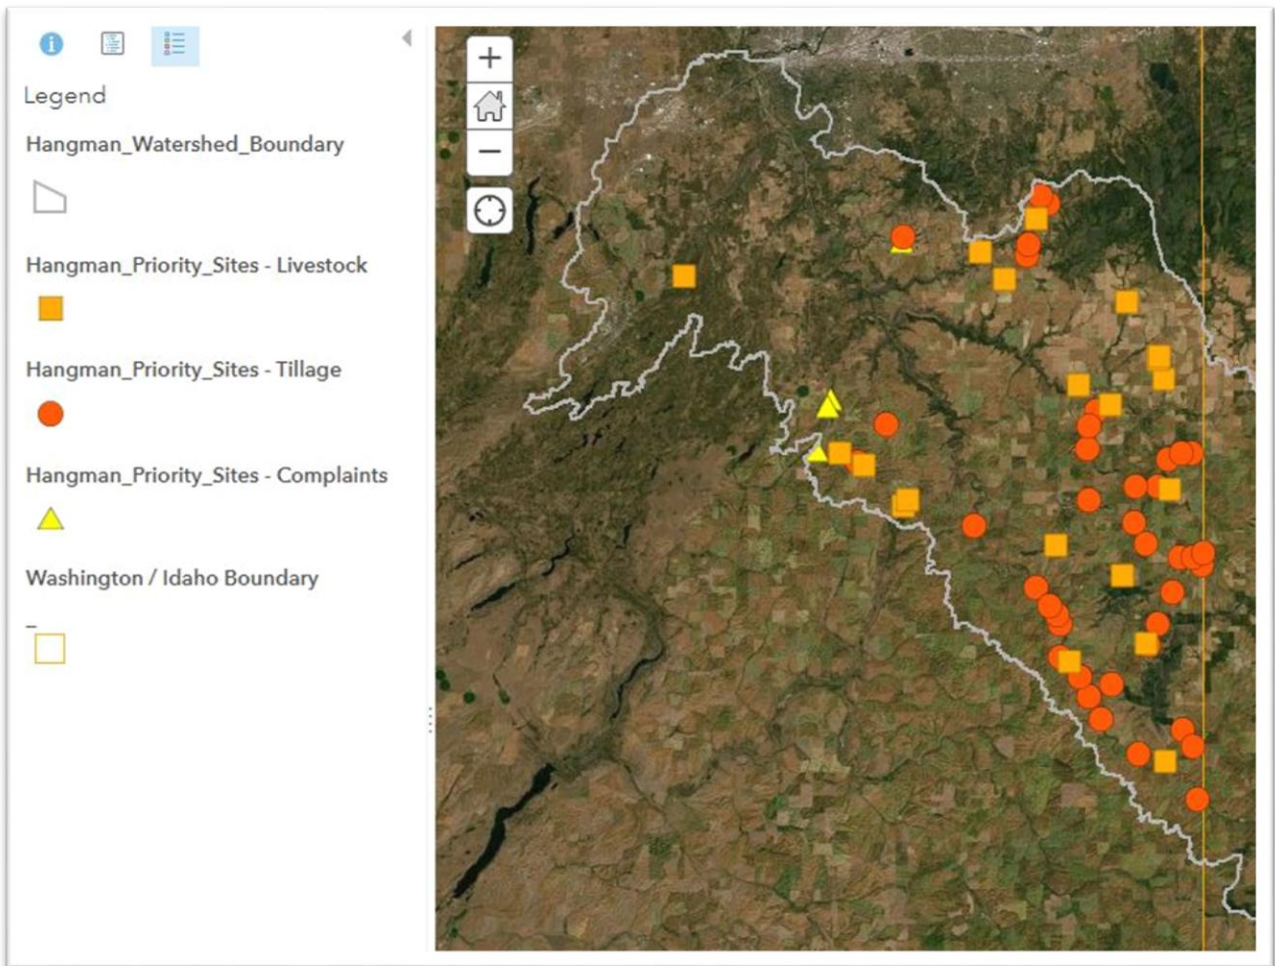 Legend
Hangman_Watershed_Boundary
Hangman_Priority_Sites - Livestock
Hangman_Priority_Sites - Tillage
Hangman_Priority_Sites - Complaints
Washington / Idaho Boundary
_